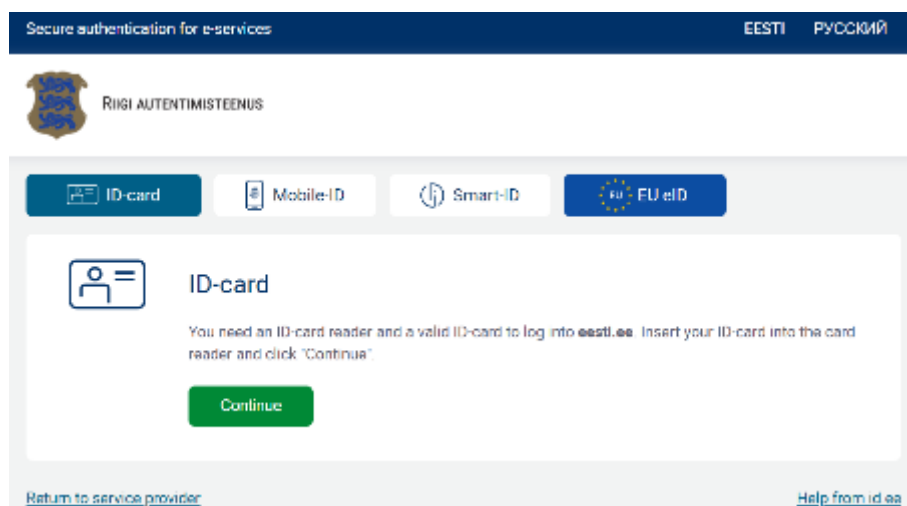 Secure authentication for e-services EESTI РУССКИЙ
RIIGI AUTENTIMISTEENUS
ID-card Mobile-ID Smart-ID EU EU eID
ID-card
You need an ID-card reader and a valid ID-card to log into eesti.ee. Insert your ID-card into the card
reader and click "Continue".
Continue
Return to service provider Help from id.ee